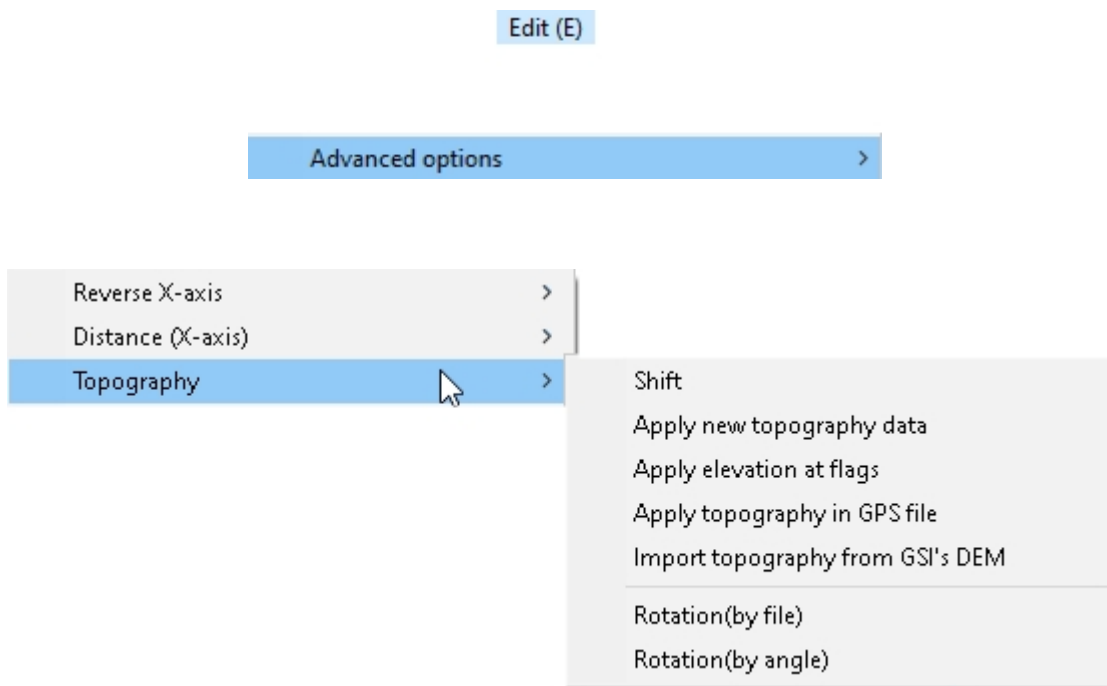 Edit (E)
Advanced options
Reverse X-axis
Distance (X-axis)
Topography
Shift
Apply new topography data
Apply elevation at flags
Apply topography in GPS file
Import topography from GSI's DEM
Rotation(by file)
Rotation(by angle)